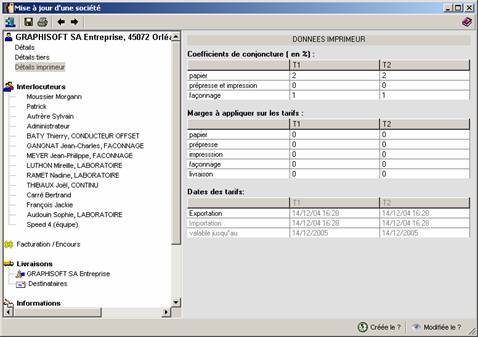 Mise à jour d'une société
GRAPHISOFT SA Entreprise, 45072 Orléa
Détails
Détails tiers
Détails imprimeur
Interlocuteurs
Moussier Morgann
Patrick
Aufrère Sylvain
Administrateur
BATY Thierry, CONDUCTEUR OFFSET
GANGNAT Jean-Charles, FACONNAGE
MEYER Jean-Philippe, FACONNAGE
LUTHON Mireille, LABORATOIRE
RAMET Nadine, LABORATOIRE
THIBAUX Joël, CONTINU
Carré Bertrand
François Jackie
Audouin Sophie, LABORATOIRE
Speed 4 (équipe)
Facturation / Encours
Livraisons
GRAPHISOFT SA Entreprise
Destinataires
Informations
DONNEES IMPRIMEUR
Coefficients de conjoncture ( en %) :
T1 T2
papier 2 2
prépresse et impression 0 0
façonnage 1 1
Marges à appliquer sur les tarifs :
T1 T2
papier 0 0
prépresse 0 0
impresssion 0 0
façonnage 0 0
livraison 0 0
Dates des tarifs:
T1 T2
Exportation 14/12/04 16:28 14/12/04 16:28
Importation 14/12/04 16:28 14/12/04 16:28
valable jusqu"au 14/12/2005 14/12/2005
Créée le ? Modifiée le ?